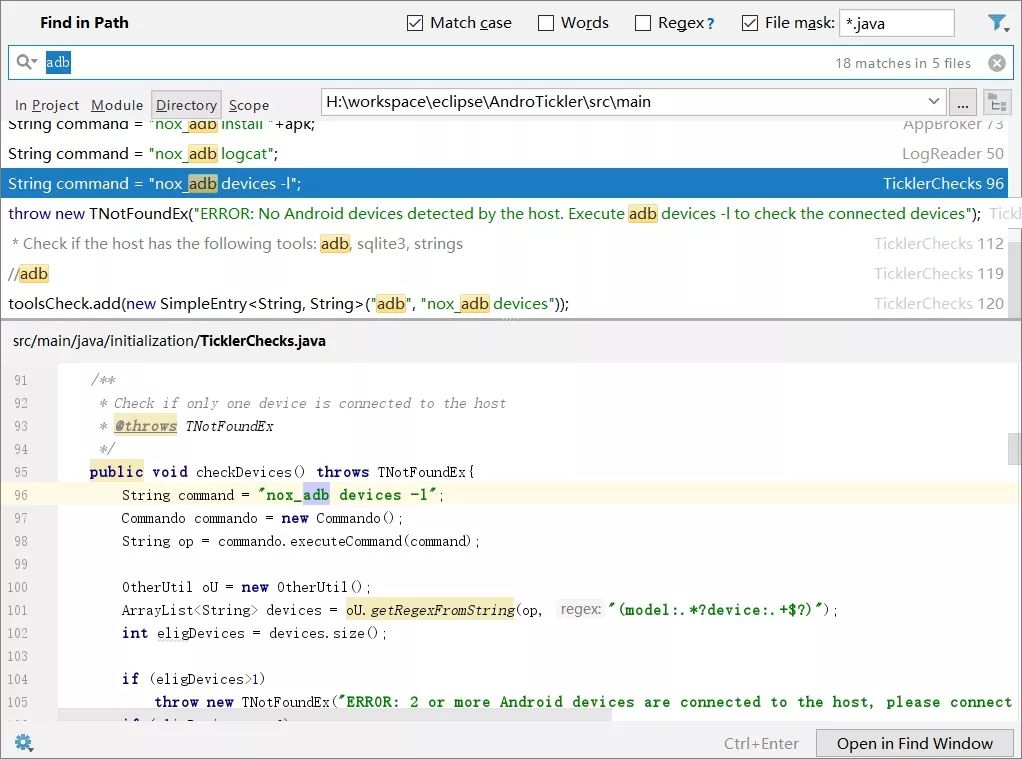 Find in Path Match case Words Regex ? File mask: *.java
adb 18 matches in 5 files
In Project Module Directory Scope H:\workspace\eclipse\AndroTickler\src\main ...
String command = "nox_adb install "+apk; AppBroker 73
String command = "nox_adb logcat"; LogReader 50
String command = "nox_adb devices -l"; TicklerChecks 96
throw new TNotFoundEx("ERROR: No Android devices detected by the host. Execute adb devices -l to check the connected devices"); Tickl
* Check if the host has the following tools: adb, sqlite3, strings TicklerChecks 112
//adb TicklerChecks 119
toolsCheck.add(new SimpleEntry<String, String>("adb", "nox_adb devices")); TicklerChecks 120
src/main/java/initialization/TicklerChecks.java
91 /**
92 * Check if only one device is connected to the host
93 * @throws TNotFoundEx
94 */
95 public void checkDevices() throws TNotFoundEx{
96 String command = "nox_adb devices -l";
97 Commando commando = new Commando();
98 String op = commando.executeCommand(command);
99
100 OtherUtil oU = new OtherUtil();
101 ArrayList<String> devices = oU.getRegexFromString(op, regex: "(model:.*?device:.+$?)");
102 int eligDevices = devices.size();
103
104 if (eligDevices>1)
105 throw new TNotFoundEx("ERROR: 2 or more Android devices are connected to the host, please connect
Ctrl+Enter Open in Find Window